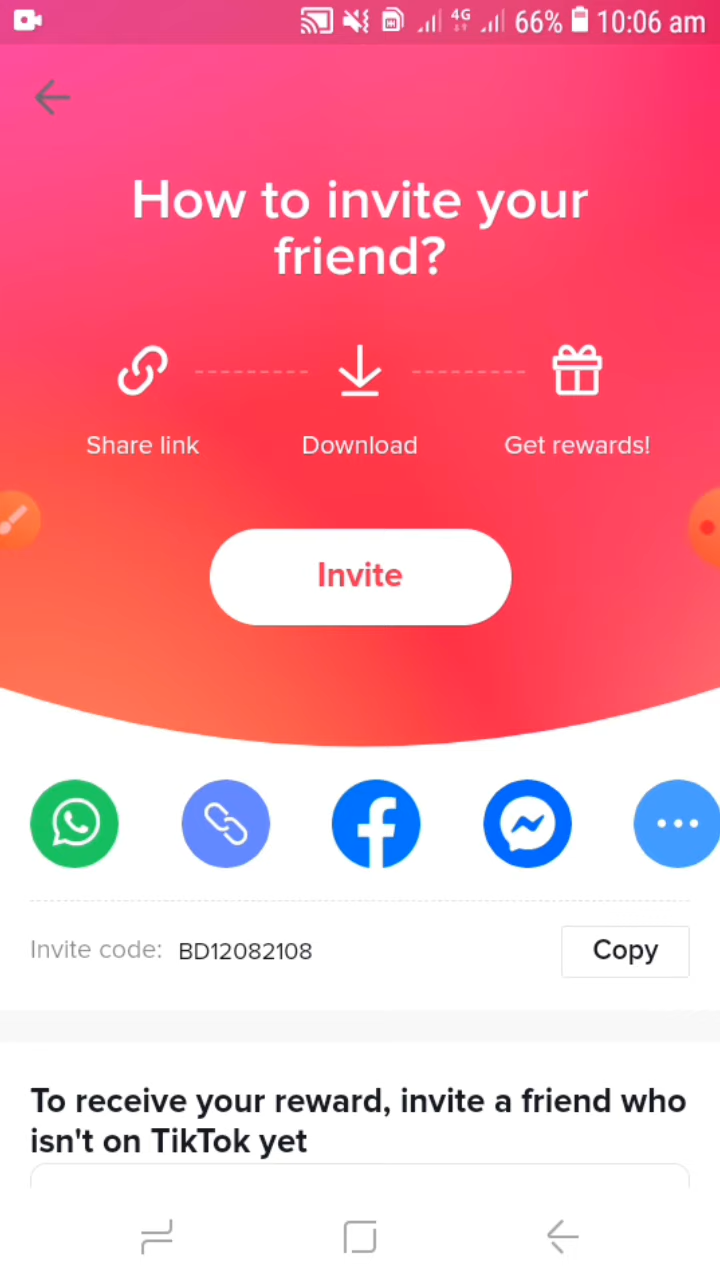 4G 66% 10:06 am
How to invite your
friend?
Share link Download Get rewards!
Invite
Invite code: BD12082108 Copy
To receive your reward, invite a friend who
isn't on TikTok yet